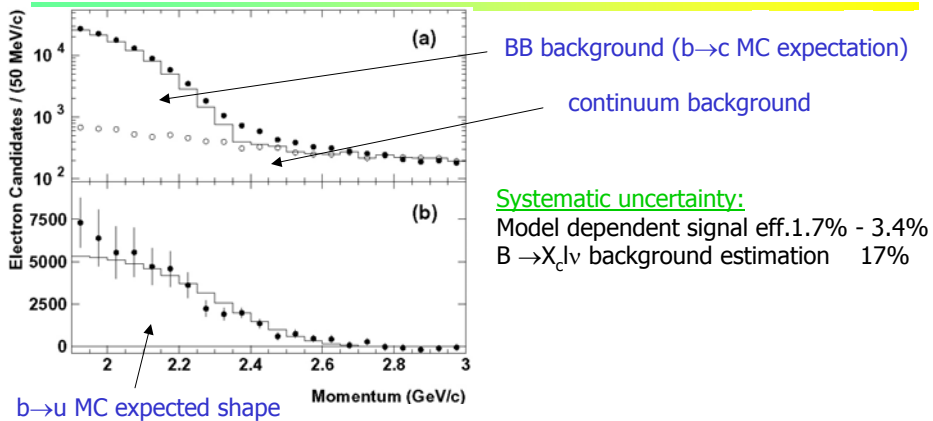 (a)
BB background (b→c MC expectation)
continuum background
Electron Candidates / (50 MeV/c)
10⁴
10³
10²
Systematic uncertainty:
Model dependent signal eff.1.7% - 3.4%
B →X_clν background estimation 17%
(b)
7500
5000
2500
0
2 2.2 2.4 2.6 2.8 3
Momentum (GeV/c)
b→u MC expected shape